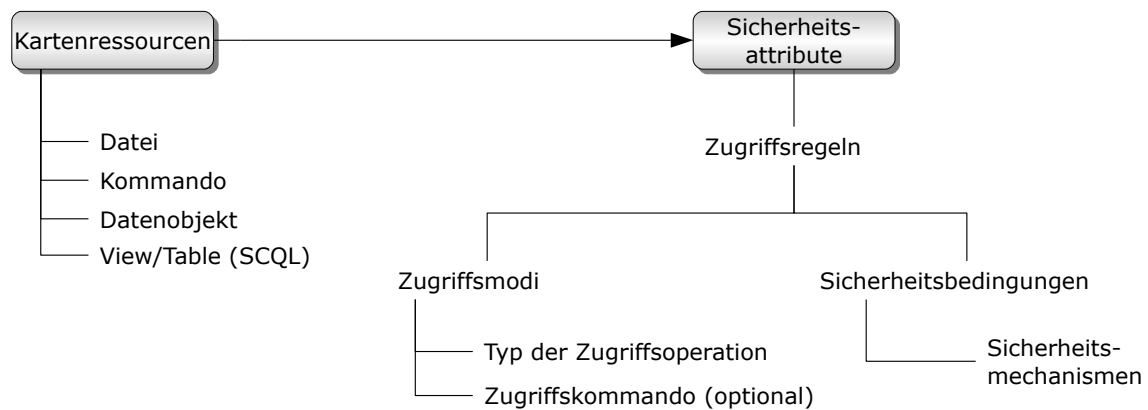 Kartenressourcen
Sicherheits-
attribute
Datei
Kommando
Datenobjekt
View/Table (SCQL)
Zugriffsregeln
Zugriffsmodi
Sicherheitsbedingungen
Typ der Zugriffsoperation
Zugriffskommando (optional)
Sicherheits-
mechanismen